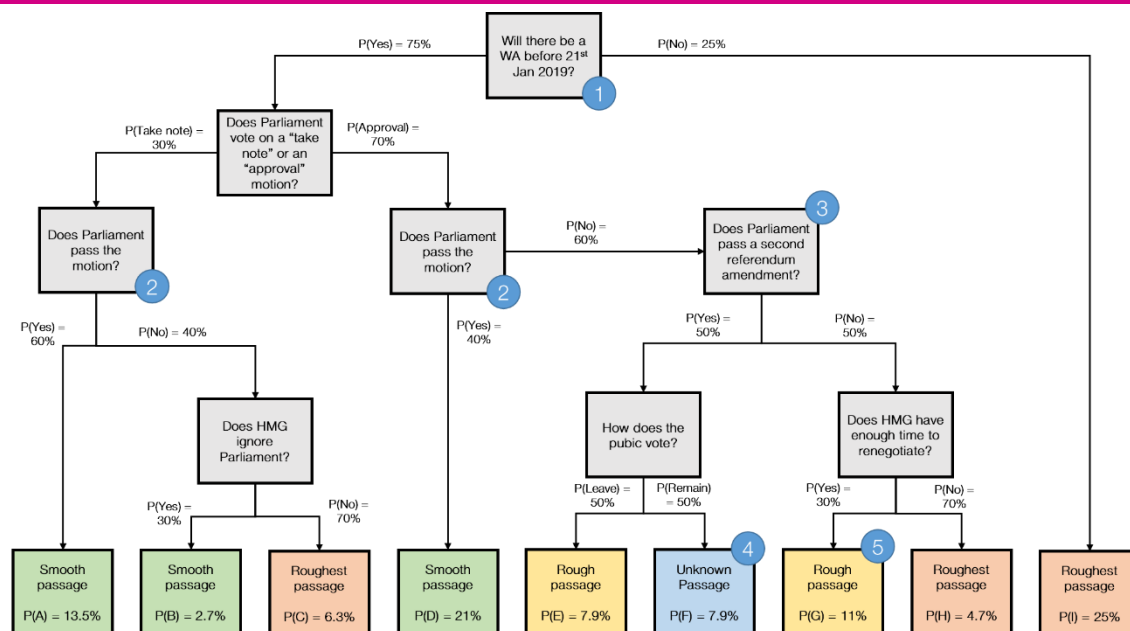 Will there be a
WA before 21st
Jan 2019?
1
P(Yes) = 75%
P(No) = 25%
Does Parliament
vote on a “take
note” or an
“approval”
motion?
P(Take note) =
30%
P(Approval) =
70%
Does Parliament
pass the
motion?
2
Does Parliament
pass the
motion?
2
P(No) =
60%
Does Parliament
pass a second
referendum
amendment?
3
P(Yes) =
60%
P(No) = 40%
P(Yes) =
40%
P(Yes) =
50%
P(No) =
50%
Does HMG
ignore
Parliament?
How does the
pubic vote?
Does HMG have
enough time to
renegotiate?
P(Yes) =
30%
P(No) =
70%
P(Leave) =
50%
P(Remain)
= 50%
P(Yes) =
30%
P(No) =
70%
Smooth
passage
P(A) = 13.5%
Smooth
passage
P(B) = 2.7%
Roughest
passage
P(C) = 6.3%
Smooth
passage
P(D) = 21%
Rough
passage
P(E) = 7.9%
4
Unknown
Passage
P(F) = 7.9%
5
Rough
passage
P(G) = 11%
Roughest
passage
P(H) = 4.7%
Roughest
passage
P(I) = 25%